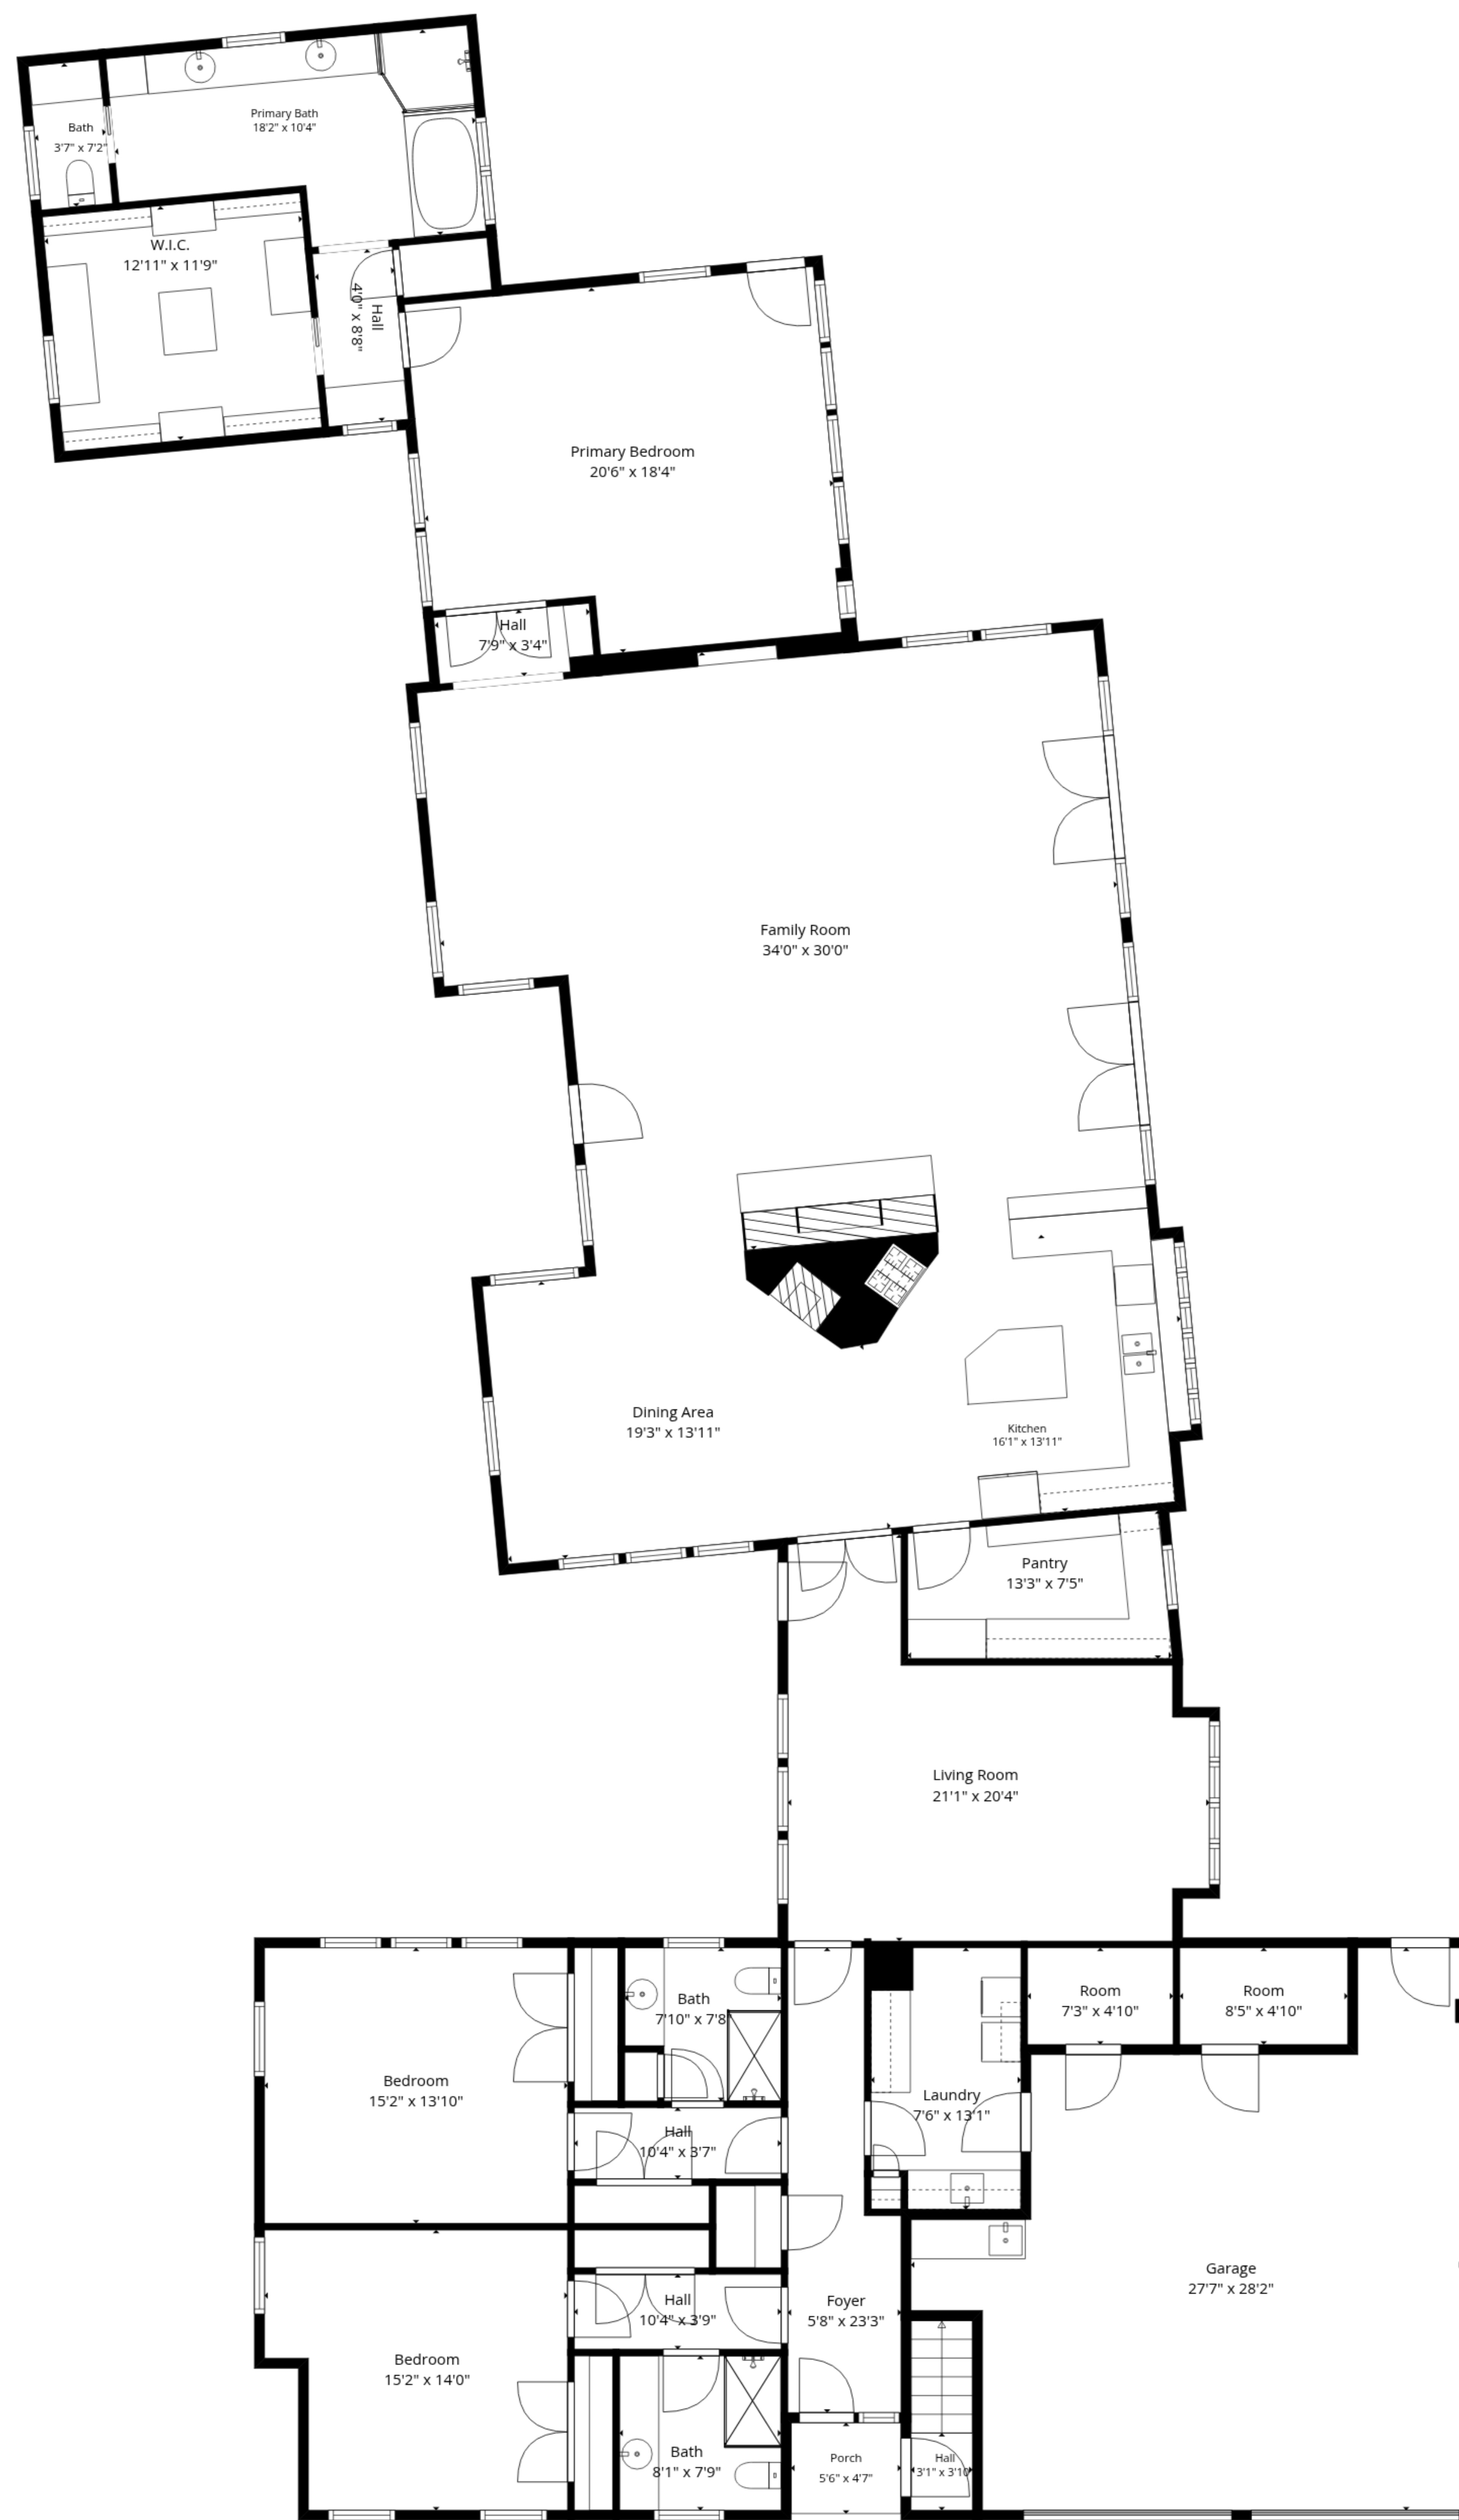 Primary Bath
18'2" x 10'4"
Bath
3'7" x 7'2"
W.I.C.
12'11" x 11'9"
Hall
4'0" x 8'8"
Primary Bedroom
20'6" x 18'4"
Hall
7'9" x 3'4"
Family Room
34'0" x 30'0"
Dining Area
19'3" x 13'11"
Kitchen
16'1" x 13'11"
Pantry
13'3" x 7'5"
Living Room
21'1" x 20'4"
Bath
7'10" x 7'8"
Room
7'3" x 4'10"
Room
8'5" x 4'10"
Bedroom
15'2" x 13'10"
Laundry
7'6" x 13'1"
Hall
10'4" x 3'7"
Garage
27'7" x 28'2"
Hall
10'4" x 3'9"
Foyer
5'8" x 23'3"
Bedroom
15'2" x 14'0"
Bath
8'1" x 7'9"
Porch
5'6" x 4'7"
Hall
3'1" x 3'10"